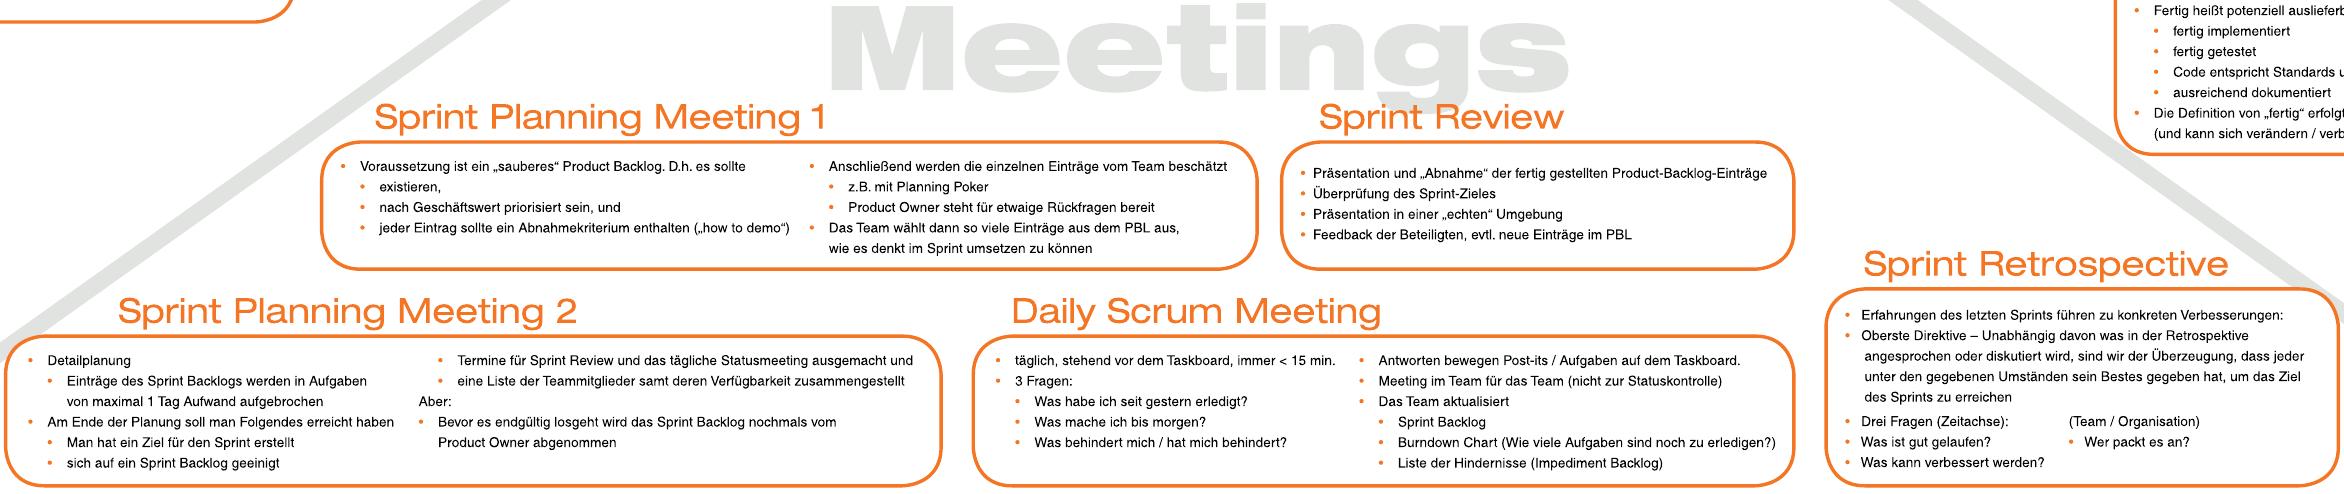 Meetings
Fertig heißt potenziell
fertig implementiert
fertig getestet
Code entspricht Standards
ausreichend dokumentiert
Die Definition von „fertig“
(und kann sich verändern /
Sprint Planning Meeting 1
Voraussetzung ist ein „sauberes“ Product Backlog. D.h. es sollte
existieren,
nach Geschäftswert priorisiert sein, und
jeder Eintrag sollte ein Abnahmekriterium enthalten („how to demo“)
Anschließend werden die einzelnen Einträge vom Team beschätzt
z.B. mit Planning Poker
Product Owner steht für etwaige Rückfragen bereit
Das Team wählt dann so viele Einträge aus dem PBL aus,
wie es denkt im Sprint umsetzen zu können
Sprint Review
Präsentation und „Abnahme“ der fertig gestellten Product-Backlog-Einträge
Überprüfung des Sprint-Zieles
Präsentation in einer „echten“ Umgebung
Feedback der Beteiligten, evtl. neue Einträge im PBL
Sprint Planning Meeting 2
Detailplanung
Einträge des Sprint Backlogs werden in Aufgaben
von maximal 1 Tag Aufwand aufgebrochen
Am Ende der Planung soll man Folgendes erreicht haben
Man hat ein Ziel für den Sprint erstellt
sich auf ein Sprint Backlog geeinigt
Termine für Sprint Review und das tägliche Statusmeeting ausgemacht und
eine Liste der Teammitglieder samt deren Verfügbarkeit zusammengestellt
Aber:
Bevor es endgültig losgeht wird das Sprint Backlog nochmals vom
Product Owner abgenommen
Daily Scrum Meeting
täglich, stehend vor dem Taskboard, immer < 15 min.
3 Fragen:
Was habe ich seit gestern erledigt?
Was mache ich bis morgen?
Was behindert mich / hat mich behindert?
Antworten bewegen Post-its / Aufgaben auf dem Taskboard.
Meeting im Team für das Team (nicht zur Statuskontrolle)
Das Team aktualisiert
Sprint Backlog
Burndown Chart (Wie viele Aufgaben sind noch zu erledigen?)
Liste der Hindernisse (Impediment Backlog)
Sprint Retrospective
Erfahrungen des letzten Sprints führen zu konkreten Verbesserungen:
Oberste Direktive – Unabhängig davon was in der Retrospektive
angesprochen oder diskutiert wird, sind wir der Überzeugung, dass jeder
unter den gegebenen Umständen sein Bestes gegeben hat, um das Ziel
des Sprints zu erreichen
Drei Fragen (Zeitachse):
Was ist gut gelaufen?
Was kann verbessert werden?
(Team / Organisation)
Wer packt es an?